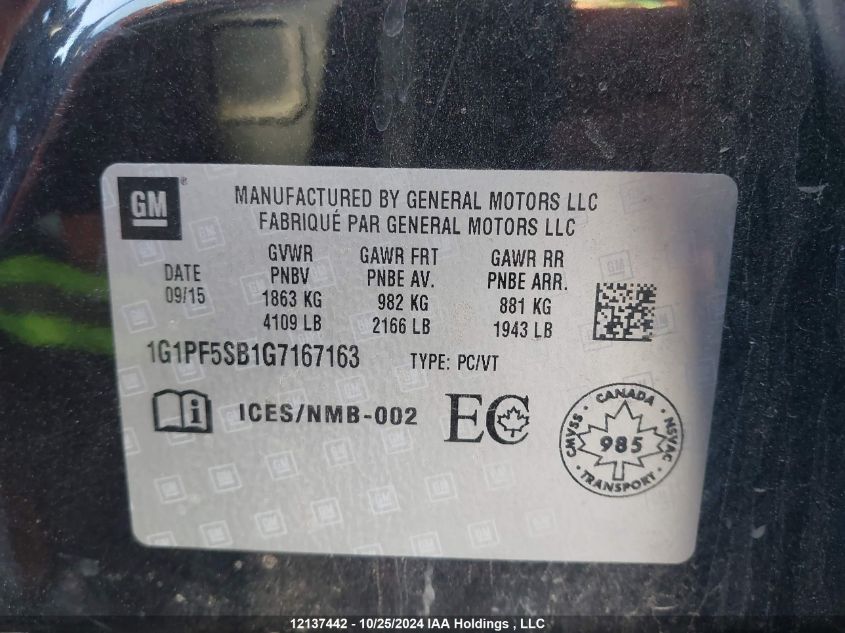 GM ®
MANUFACTURED BY GENERAL MOTORS LLC
FABRIQUÉ PAR GENERAL MOTORS LLC
DATE
09/15
GVWR
PNBV
1863 KG
4109 LB
GAWR FRT
PNBE AV.
982 KG
2166 LB
GAWR RR
PNBE ARR.
881 KG
1943 LB
1G1PF5SB1G7167163 TYPE: PC/VT
i ICES/NMB-002 EC
CANADA
CMVSS 985 NSVAC
TRANSPORT
12137442 - 10/25/2024 IAA Holdings , LLC